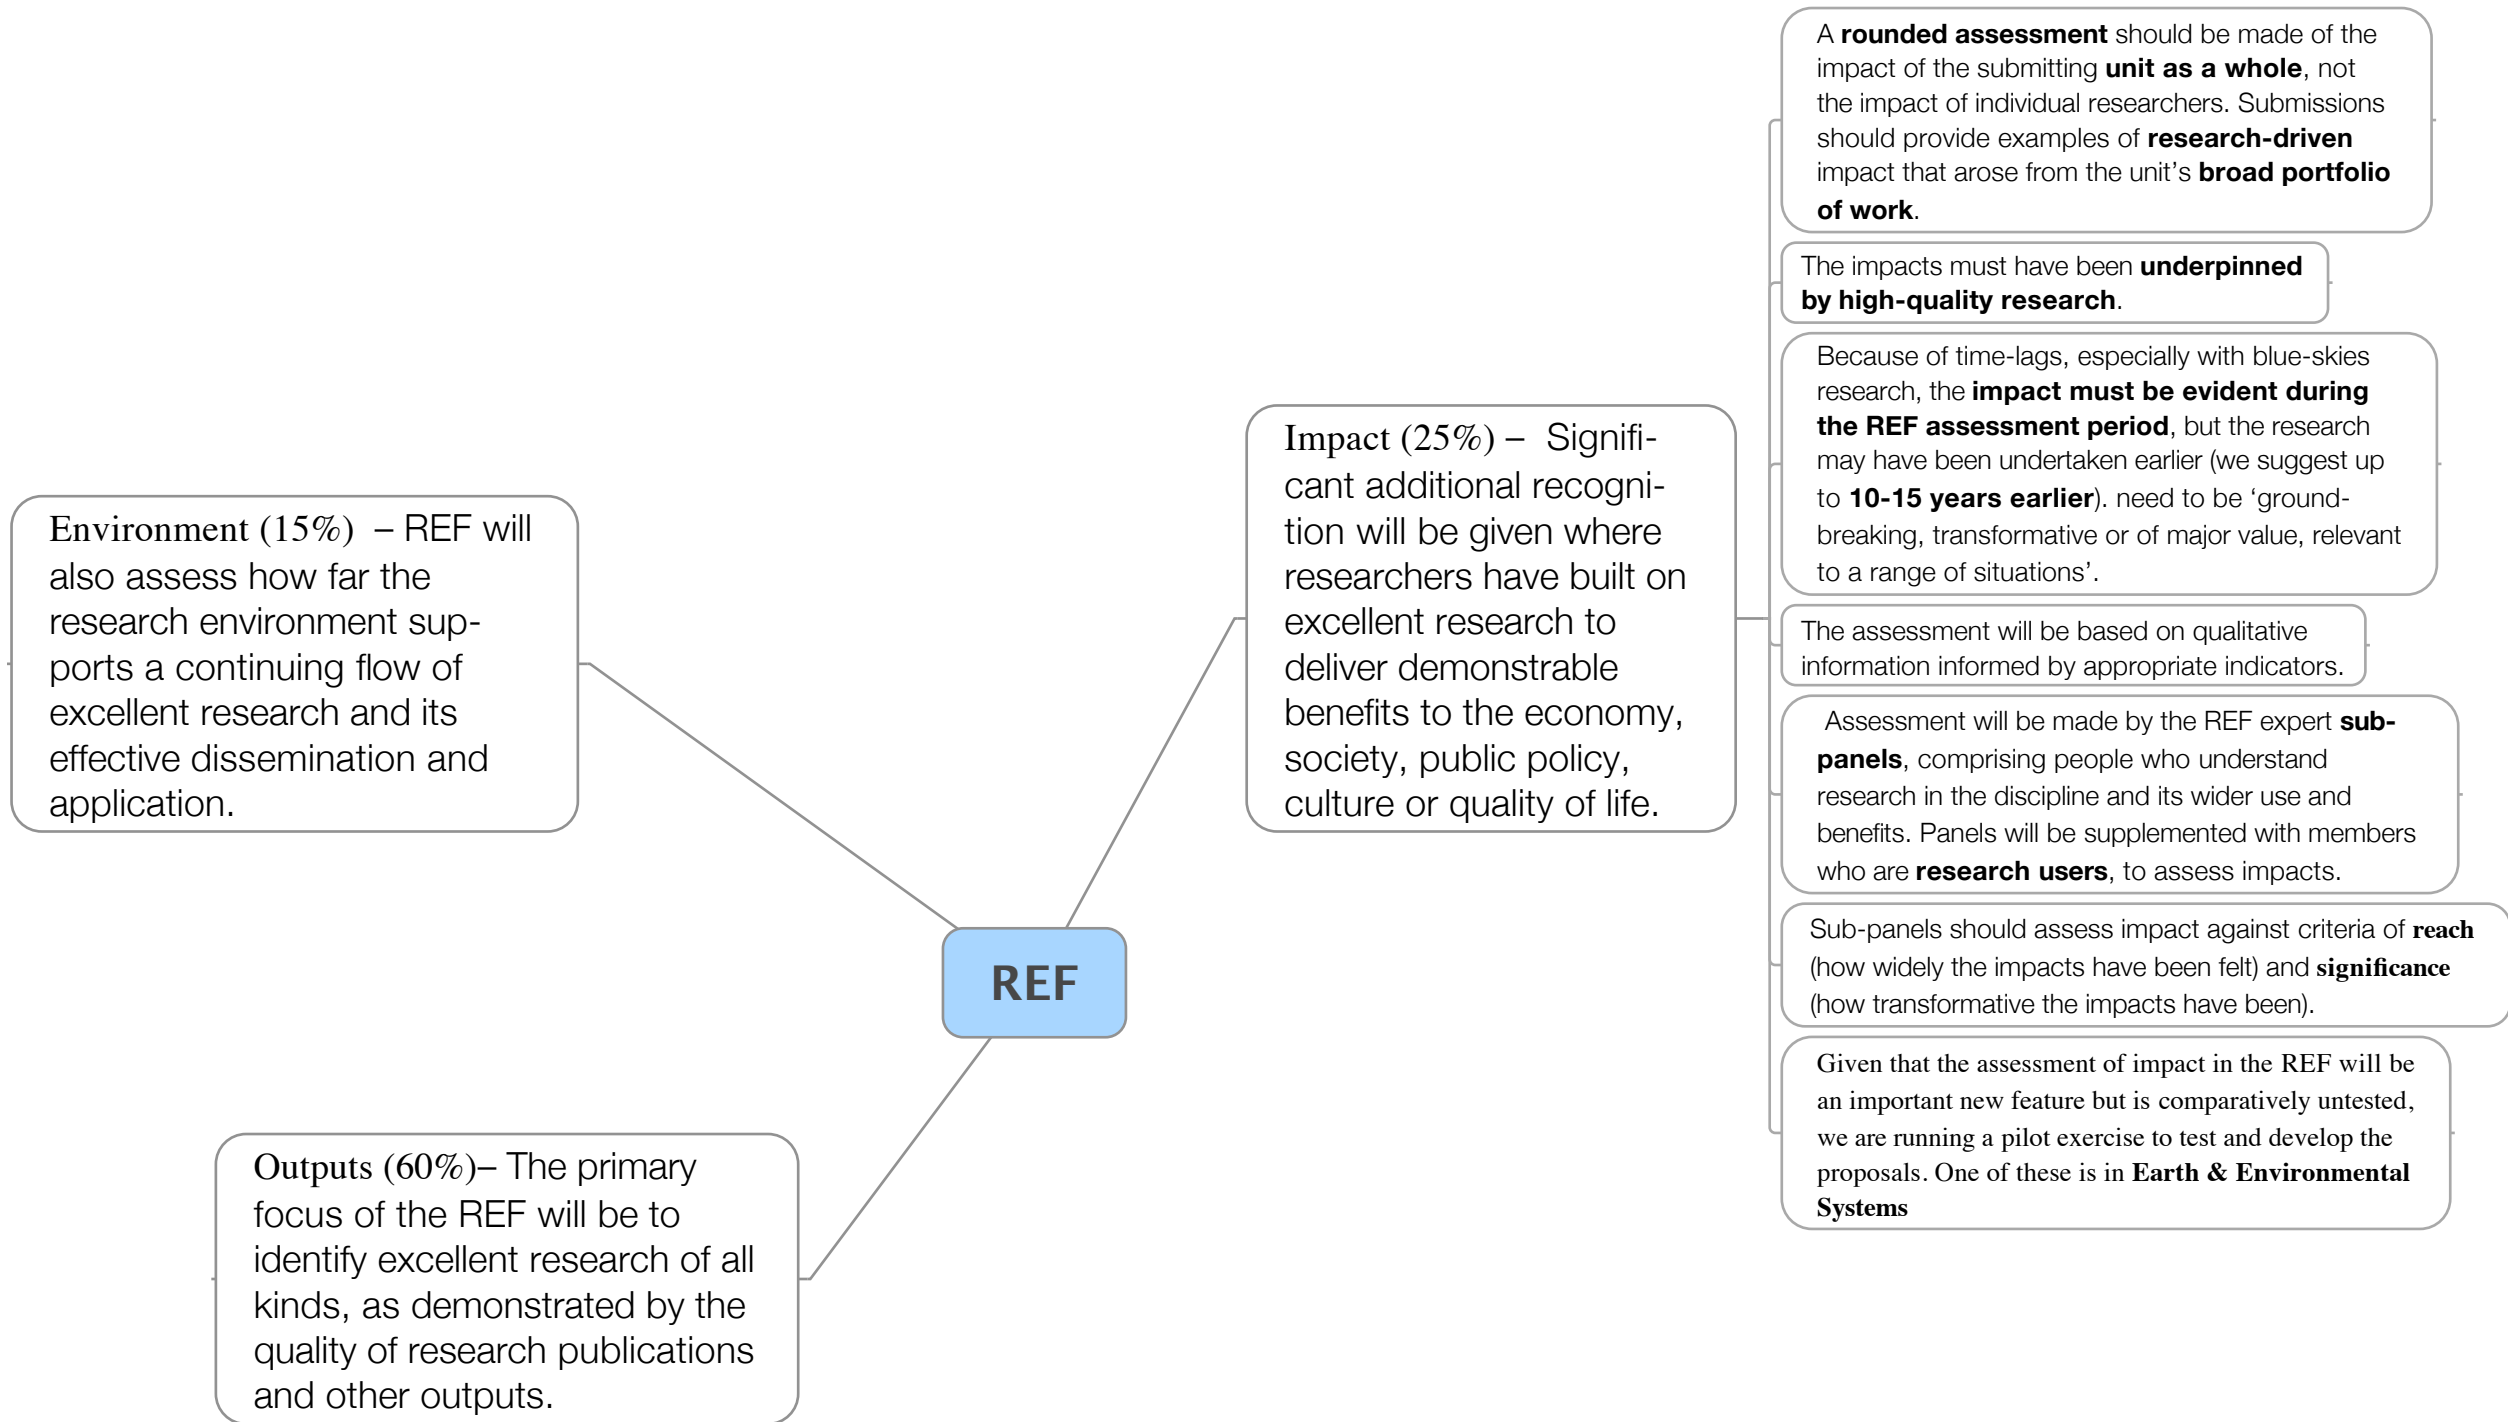 A rounded assessment should be made of the
impact of the submitting unit as a whole, not
the impact of individual researchers. Submissions
should provide examples of research-driven
impact that arose from the unit’s broad portfolio
of work.
The impacts must have been underpinned
by high-quality research.
Because of time-lags, especially with blue-skies
research, the impact must be evident during
the REF assessment period, but the research
may have been undertaken earlier (we suggest up
to 10-15 years earlier). need to be ‘ground-
breaking, transformative or of major value, relevant
to a range of situations’.
The assessment will be based on qualitative
information informed by appropriate indicators.
Assessment will be made by the REF expert sub-
panels, comprising people who understand
research in the discipline and its wider use and
benefits. Panels will be supplemented with members
who are research users, to assess impacts.
Sub-panels should assess impact against criteria of reach
(how widely the impacts have been felt) and significance
(how transformative the impacts have been).
Given that the assessment of impact in the REF will be
an important new feature but is comparatively untested,
we are running a pilot exercise to test and develop the
proposals. One of these is in Earth & Environmental
Systems
Impact (25%) – Signifi-
cant additional recogni-
tion will be given where
researchers have built on
excellent research to
deliver demonstrable
benefits to the economy,
society, public policy,
culture or quality of life.
Environment (15%) – REF will
also assess how far the
research environment sup-
ports a continuing flow of
excellent research and its
effective dissemination and
application.
REF
Outputs (60%)– The primary
focus of the REF will be to
identify excellent research of all
kinds, as demonstrated by the
quality of research publications
and other outputs.